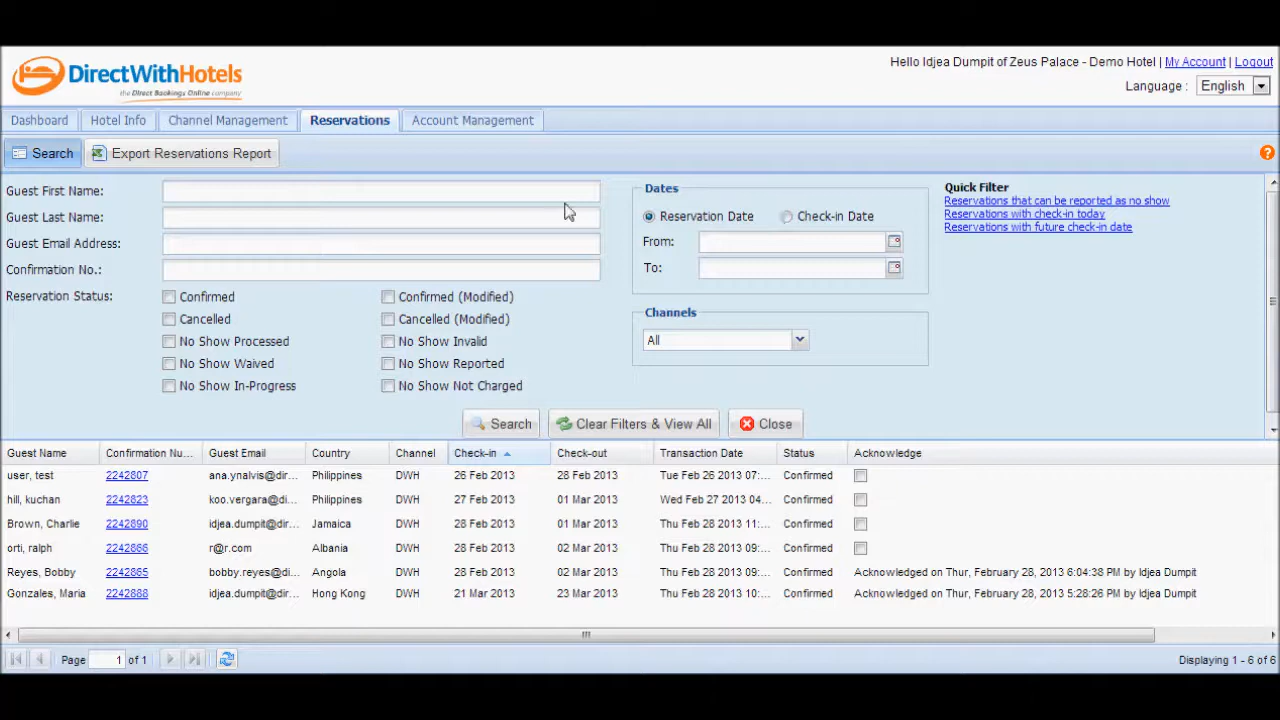 DirectWithHotels
the Direct Bookings Online company
Hello Idjea Dumpit of Zeus Palace - Demo Hotel | My Account | Logout
Language : English
Dashboard Hotel Info Channel Management Reservations Account Management
Search Export Reservations Report
Guest First Name:
Guest Last Name:
Guest Email Address:
Confirmation No.:
Reservation Status:
Confirmed Confirmed (Modified)
Cancelled Cancelled (Modified)
No Show Processed No Show Invalid
No Show Waived No Show Reported
No Show In-Progress No Show Not Charged
Dates
Reservation Date Check-in Date
From:
To:
Channels
All
Quick Filter
Reservations that can be reported as no show
Reservations with check-in today
Reservations with future check-in date
Search Clear Filters & View All Close
Guest Name Confirmation Nu... Guest Email Country Channel Check-in Check-out Transaction Date Status Acknowledge
user, test 2242807 ana.ynalvis@dir... Philippines DWH 26 Feb 2013 28 Feb 2013 Tue Feb 26 2013 07:... Confirmed
hill, kuchan 2242823 koo.vergara@di... Philippines DWH 27 Feb 2013 01 Mar 2013 Wed Feb 27 2013 04... Confirmed
Brown, Charlie 2242890 idjea.dumpit@dir... Jamaica DWH 28 Feb 2013 01 Mar 2013 Thu Feb 28 2013 11:... Confirmed
orti, ralph 2242866 r@r.com Albania DWH 28 Feb 2013 02 Mar 2013 Thu Feb 28 2013 09:... Confirmed
Reyes, Bobby 2242865 bobby.reyes@di... Angola DWH 28 Feb 2013 02 Mar 2013 Thu Feb 28 2013 09:... Confirmed Acknowledged on Thur, February 28, 2013 6:04:38 PM by Idjea Dumpit
Gonzales, Maria 2242888 idjea.dumpit@dir... Hong Kong DWH 21 Mar 2013 23 Mar 2013 Thu Feb 28 2013 10:... Confirmed Acknowledged on Thur, February 28, 2013 5:28:26 PM by Idjea Dumpit
Page 1 of 1
Displaying 1 - 6 of 6